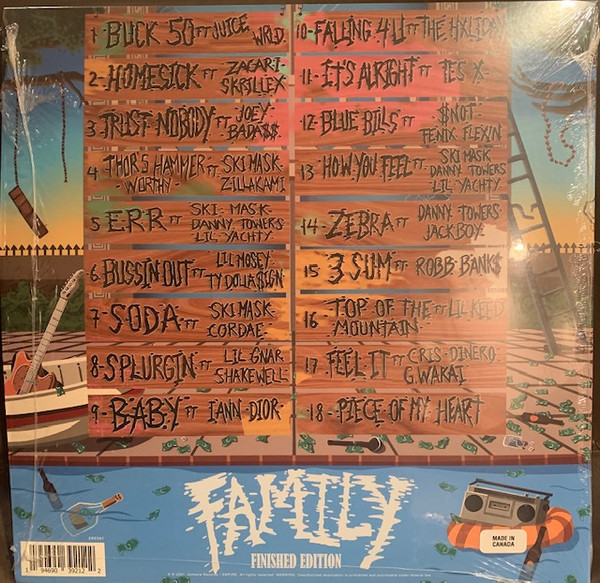 1- BUCK 50 FT JUICE
WRLD
2- HOMESICK FT ZACARI-
SKRILLEX
3 TRUST-NOBODY FT JOEY-
BADA$$
4 THOR'S HAMMER FT SKI MASK
-WORTHY- ZILLAKAMI
5 ERR FT SKI-MASK-
DANNY TOWERS
LIL-YACHTY-
6 BUSSIN OUT FT LIL MOSEY
TY DOLLA$IGN
7-SODA FT SKI MASK-
CORDAE-
8-SPLURGIN FT LIL GNAR
SHAKEWELL-
9-BABY FT IANN-DIOR-
10-FALLING 4 U FT THE HXLIDAY
11- IT'S ALRIGHT FT TES X-
12-BLUE BILLS FT $NOT-
FENIX FLEXIN
13-HOW YOU FEEL FT SKI MASK
DANNY TOWERS
LIL YACHTY
14-ZEBRA FT DANNY TOWERS
JACKBOY-
15 3 SUM FT ROBB-BANK$
16 TOP OF THE FT LIL KEED
MOUNTAIN-
17 FEEL-IT FT CRIS-DINERO
G.WAKAI
18-PIECE OF MY HEART
FAMILY
FINISHED EDITION
MADE IN
CANADA
1 94690 39212 2